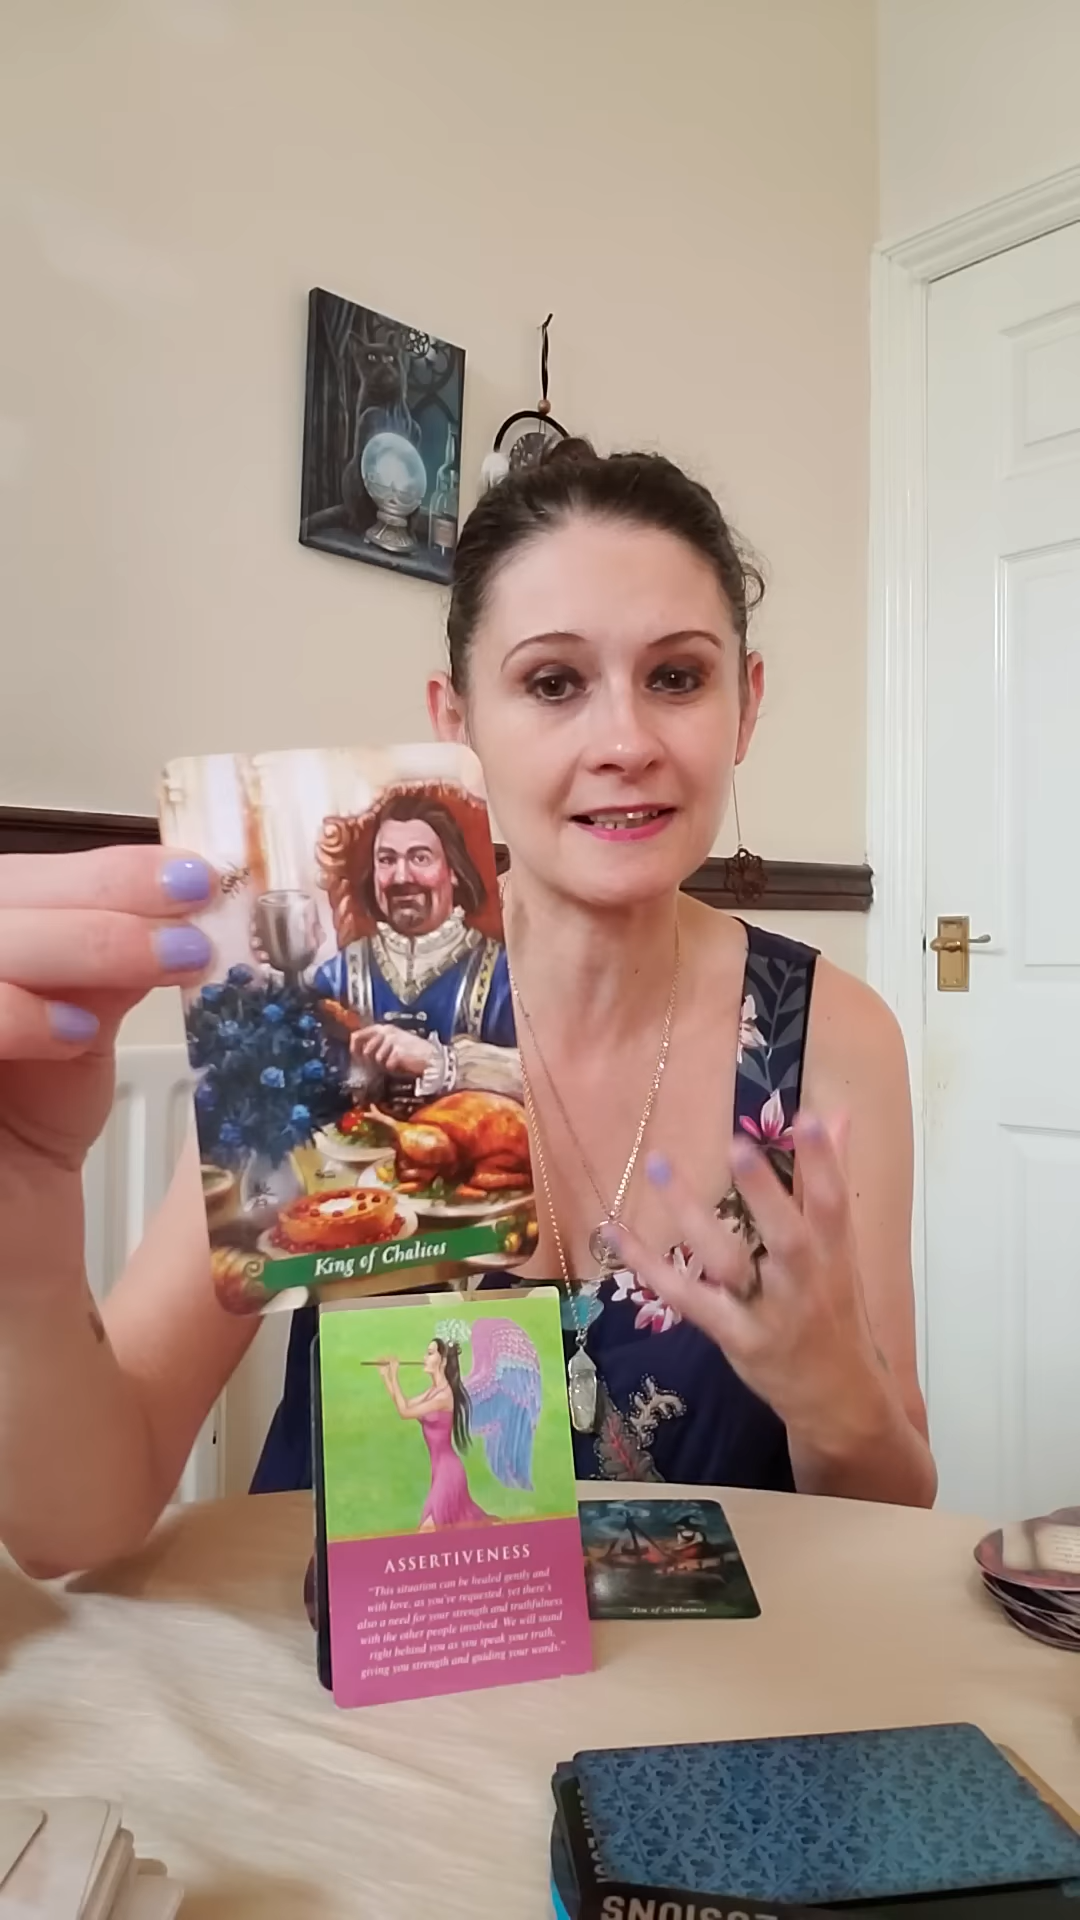 King of Chalices
ASSERTIVENESS
"This situation can be healed gently and
with love, as you've requested, yet there's
also a need for your strength and truthfulness
with the other people involved. We will stand
right behind you as you speak your truth,
giving you strength and guiding your words."